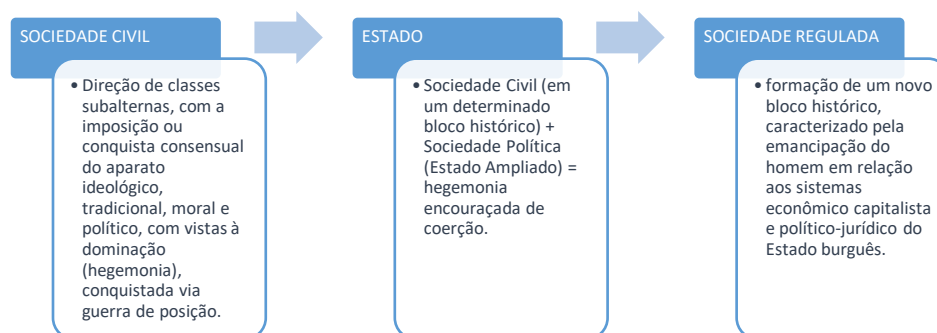 SOCIEDADE CIVIL
• Direção de classes
subalternas, com a
imposição ou
conquista consensual
do aparato
ideológico,
tradicional, moral e
político, com vistas à
dominação
(hegemonia),
conquistada via
guerra de posição.
ESTADO
• Sociedade Civil (em
um determinado
bloco histórico) +
Sociedade Política
(Estado Ampliado) =
hegemonia
encouraçada de
coerção.
SOCIEDADE REGULADA
• formação de um novo
bloco histórico,
caracterizado pela
emancipação do
homem em relação
aos sistemas
econômico capitalista
e político-jurídico do
Estado burguês.